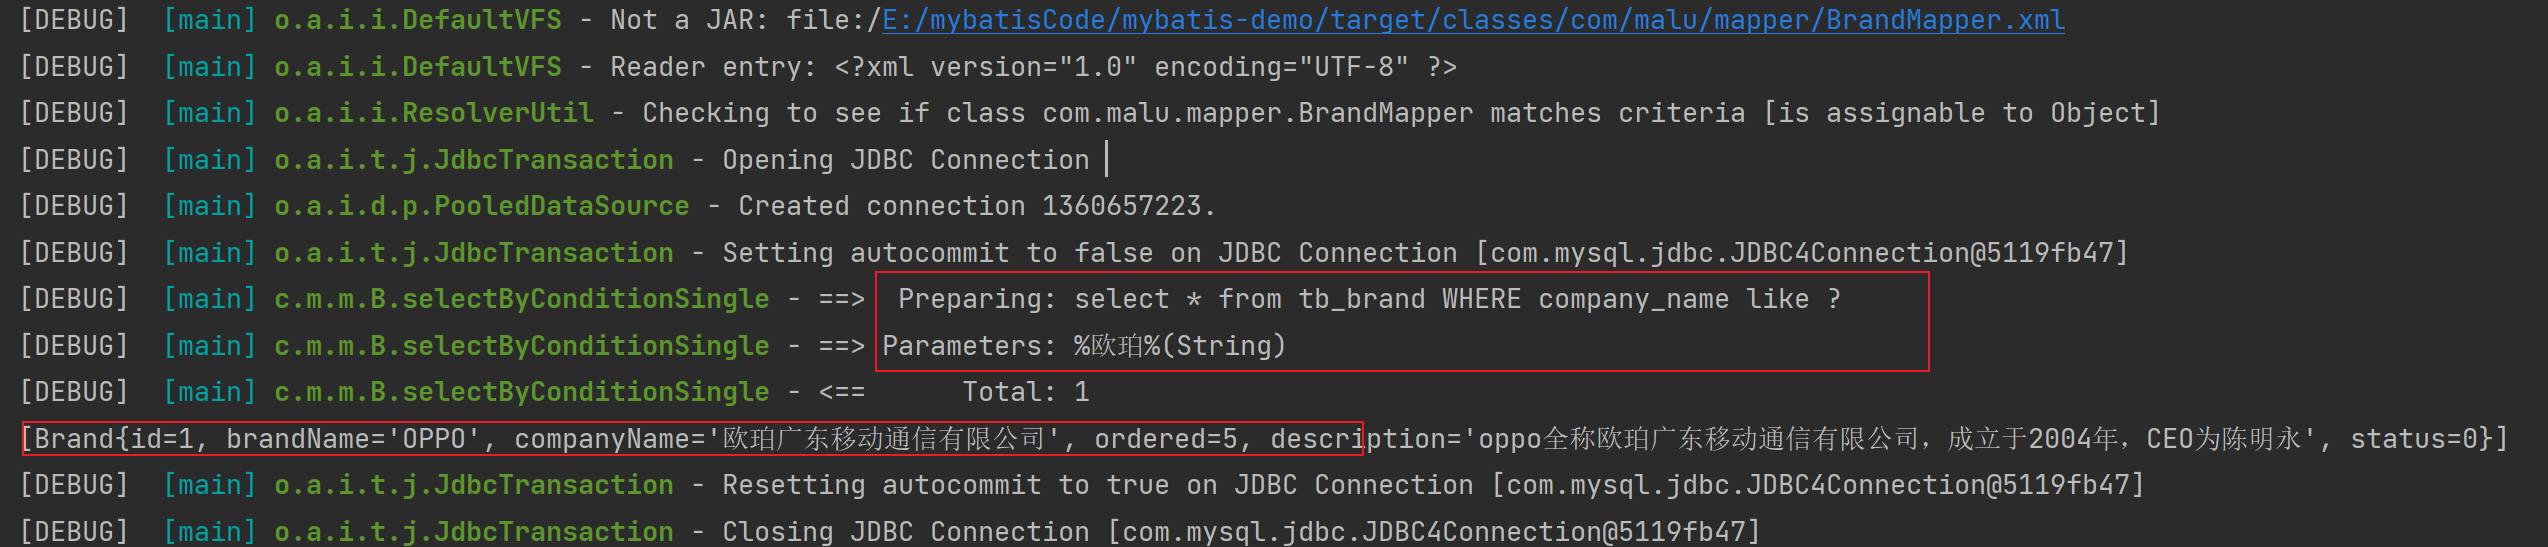 [DEBUG]  [main] o.a.i.i.DefaultVFS - Not a JAR: file:/E:/mybatisCode/mybatis-demo/target/classes/com/malu/mapper/BrandMapper.xml
[DEBUG]  [main] o.a.i.i.DefaultVFS - Reader entry: <?xml version="1.0" encoding="UTF-8" ?>
[DEBUG]  [main] o.a.i.i.ResolverUtil - Checking to see if class com.malu.mapper.BrandMapper matches criteria [is assignable to Object]
[DEBUG]  [main] o.a.i.t.j.JdbcTransaction - Opening JDBC Connection
[DEBUG]  [main] o.a.i.d.p.PooledDataSource - Created connection 1360657223.
[DEBUG]  [main] o.a.i.t.j.JdbcTransaction - Setting autocommit to false on JDBC Connection [com.mysql.jdbc.JDBC4Connection@5119fb47]
[DEBUG]  [main] c.m.m.B.selectByConditionSingle - ==>  Preparing: select * from tb_brand WHERE company_name like ?
[DEBUG]  [main] c.m.m.B.selectByConditionSingle - ==> Parameters: %欧珀%(String)
[DEBUG]  [main] c.m.m.B.selectByConditionSingle - <==      Total: 1
[Brand{id=1, brandName='OPPO', companyName='欧珀广东移动通信有限公司', ordered=5, description='oppo全称欧珀广东移动通信有限公司，成立于2004年，CEO为陈明永', status=0}]
[DEBUG]  [main] o.a.i.t.j.JdbcTransaction - Resetting autocommit to true on JDBC Connection [com.mysql.jdbc.JDBC4Connection@5119fb47]
[DEBUG]  [main] o.a.i.t.j.JdbcTransaction - Closing JDBC Connection [com.mysql.jdbc.JDBC4Connection@5119fb47]